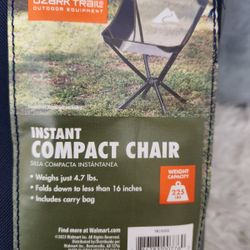 OZARK TRAIL
OUTDOOR EQUIPMENT
INSTANT
COMPACT CHAIR
SILLA COMPACTA INSTANTÁNEA
• Weighs just 4.7 lbs.
• Folds down to less than 16 inches
• Includes carry bag
WEIGHT
CAPACITY
225
LBS
Find more at Walmart.com